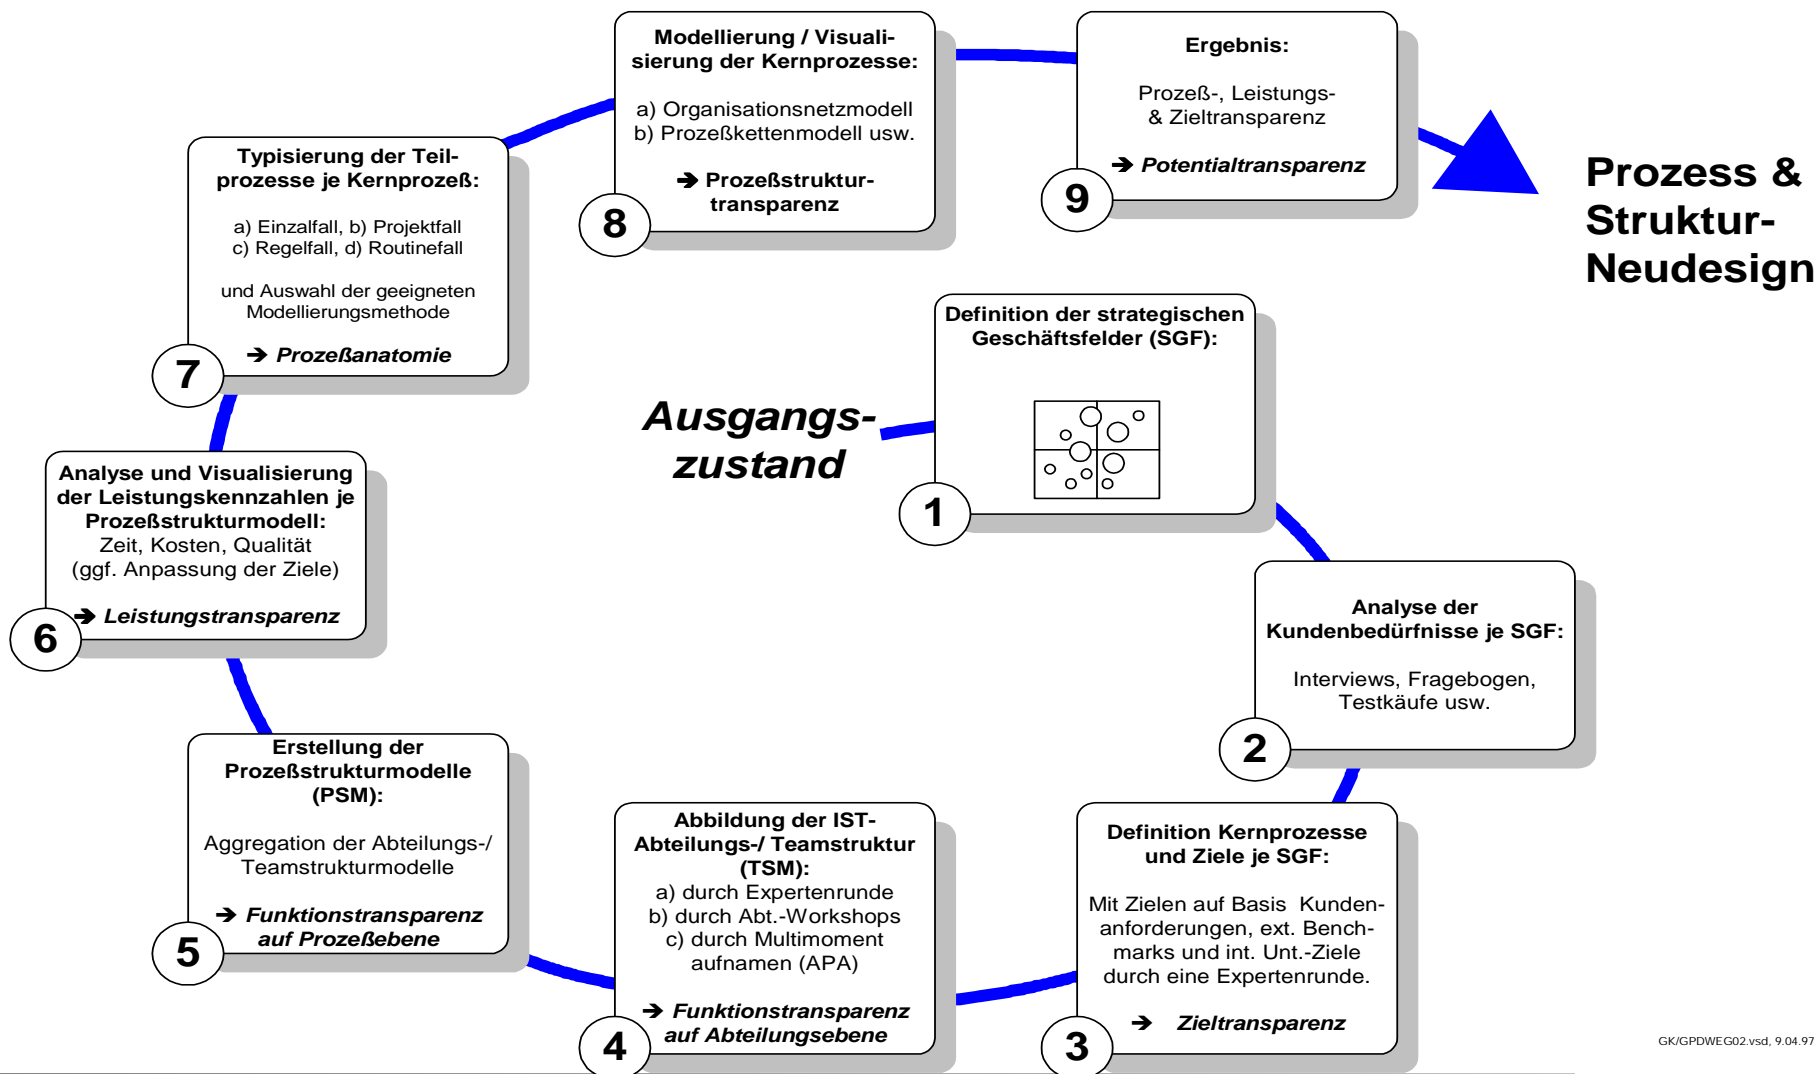 Ausgangs-
zustand
Definition der strategischen
Geschäftsfelder (SGF):
1
Analyse der
Kundenbedürfnisse je SGF:
Interviews, Fragebogen,
Testkäufe usw.
2
Definition Kernprozesse
und Ziele je SGF:
Mit Zielen auf Basis  Kunden-
anforderungen, ext. Bench-
marks und int. Unt.-Ziele
durch eine Expertenrunde.
➔ Zieltransparenz
3
Abbildung der IST-
Abteilungs-/ Teamstruktur
(TSM):
a) durch Expertenrunde
b) durch Abt.-Workshops
c) durch Multimoment
aufnamen (APA)
➔ Funktionstransparenz
auf Abteilungsebene
4
Erstellung der
Prozeßstrukturmodelle
(PSM):
Aggregation der Abteilungs-/
Teamstrukturmodelle
➔ Funktionstransparenz
auf Prozeßebene
5
Analyse und Visualisierung
der Leistungskennzahlen je
Prozeßstrukturmodell:
Zeit, Kosten, Qualität
(ggf. Anpassung der Ziele)
➔ Leistungstransparenz
6
Typisierung der Teil-
prozesse je Kernprozeß:
a) Einzalfall, b) Projektfall
c) Regelfall, d) Routinefall
und Auswahl der geeigneten
Modellierungsmethode
➔ Prozeßanatomie
7
Modellierung / Visuali-
sierung der Kernprozesse:
a) Organisationsnetzmodell
b) Prozeßkettenmodell usw.
➔ Prozeßstruktur-
transparenz
8
Ergebnis:
Prozeß-, Leistungs-
& Zieltransparenz
➔ Potentialtransparenz
9
Prozess &
Struktur-
Neudesign
GK/GPDWEG02.vsd, 9.04.97